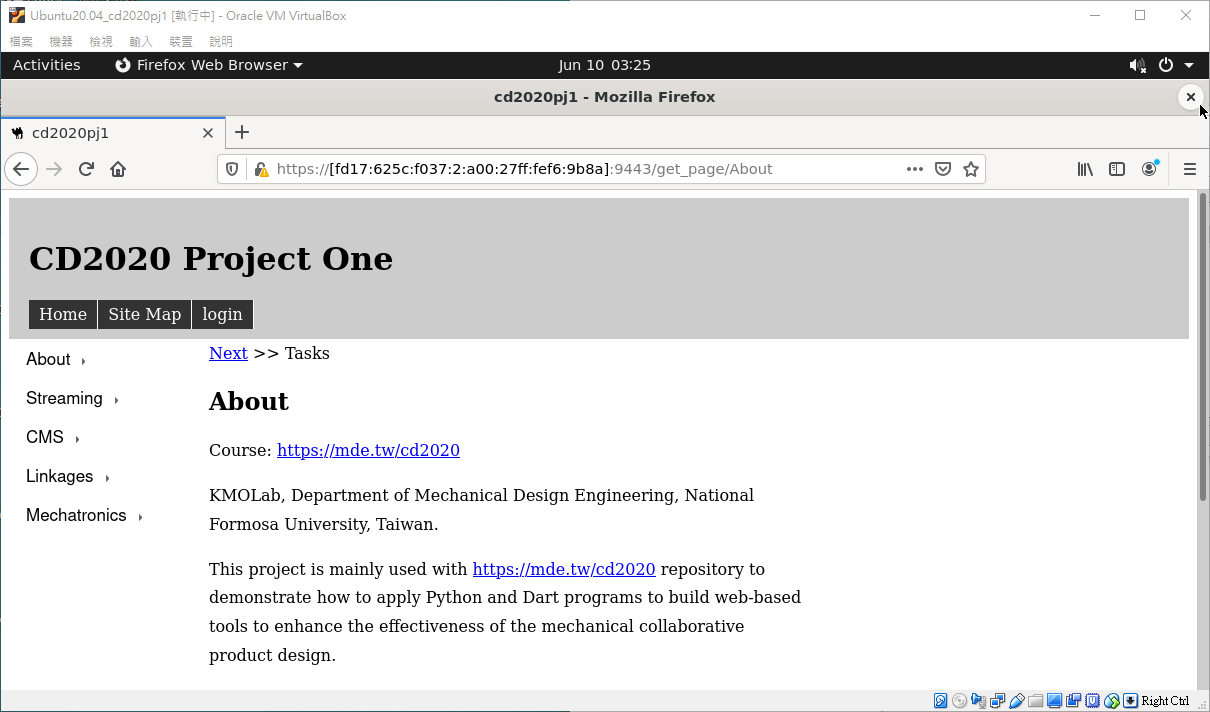 Ubuntu20.04_cd2020pj1 [執行中] - Oracle VM VirtualBox
檔案 機器 檢視 輸入 裝置 說明
Activities Firefox Web Browser Jun 10 03:25
cd2020pj1 - Mozilla Firefox
cd2020pj1
https://[fd17:625c:f037:2:a00:27ff:fef6:9b8a]:9443/get_page/About
CD2020 Project One
Home Site Map login
About
Streaming
CMS
Linkages
Mechatronics
Next >> Tasks
About
Course: https://mde.tw/cd2020
KMOLab, Department of Mechanical Design Engineering, National
Formosa University, Taiwan.
This project is mainly used with https://mde.tw/cd2020 repository to
demonstrate how to apply Python and Dart programs to build web-based
tools to enhance the effectiveness of the mechanical collaborative
product design.
Right Ctrl